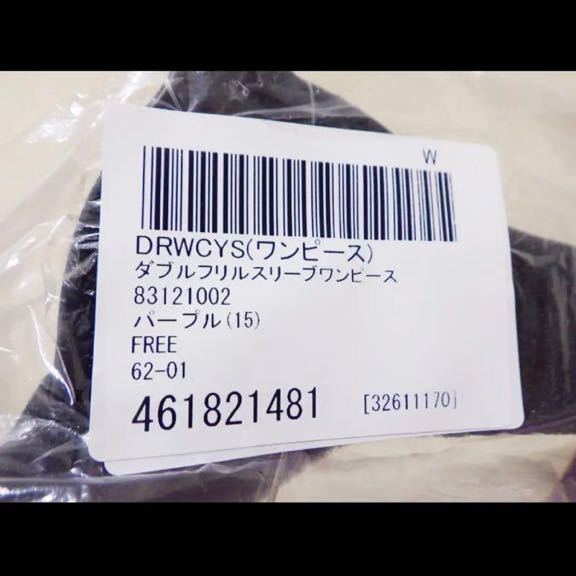 W
DRWCYS(ワンピース)
ダブルフリルスリーブワンピース
83121002
パープル(15)
FREE
62-01
461821481 [32611170]